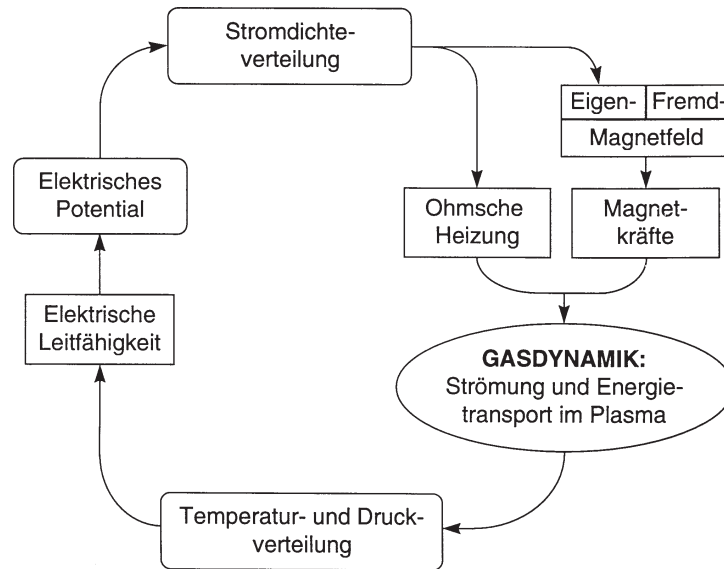 Stromdichte-
verteilung
Eigen-
Fremd-
Magnetfeld
Elektrisches
Potential
Ohmsche
Heizung
Magnet-
kräfte
Elektrische
Leitfähigkeit
GASDYNAMIK:
Strömung und Energie-
transport im Plasma
Temperatur- und Druck-
verteilung